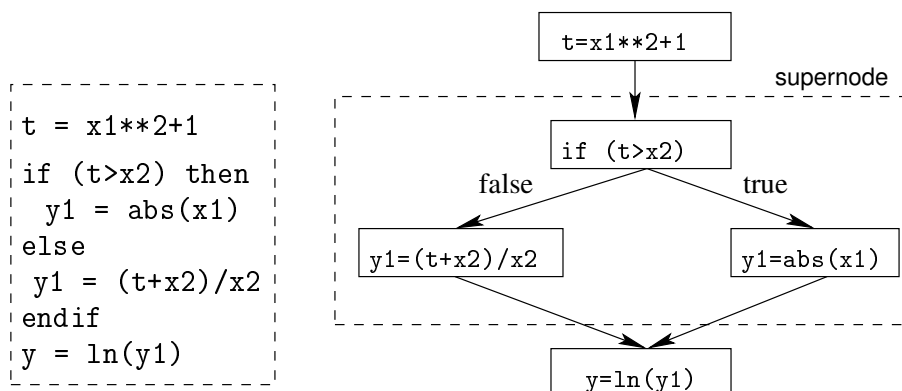 t = x1**2+1
if (t>x2) then
y1 = abs(x1)
else
y1 = (t+x2)/x2
endif
y = ln(y1)
t=x1**2+1
supernode
if (t>x2)
false
true
y1=(t+x2)/x2
y1=abs(x1)
y=ln(y1)